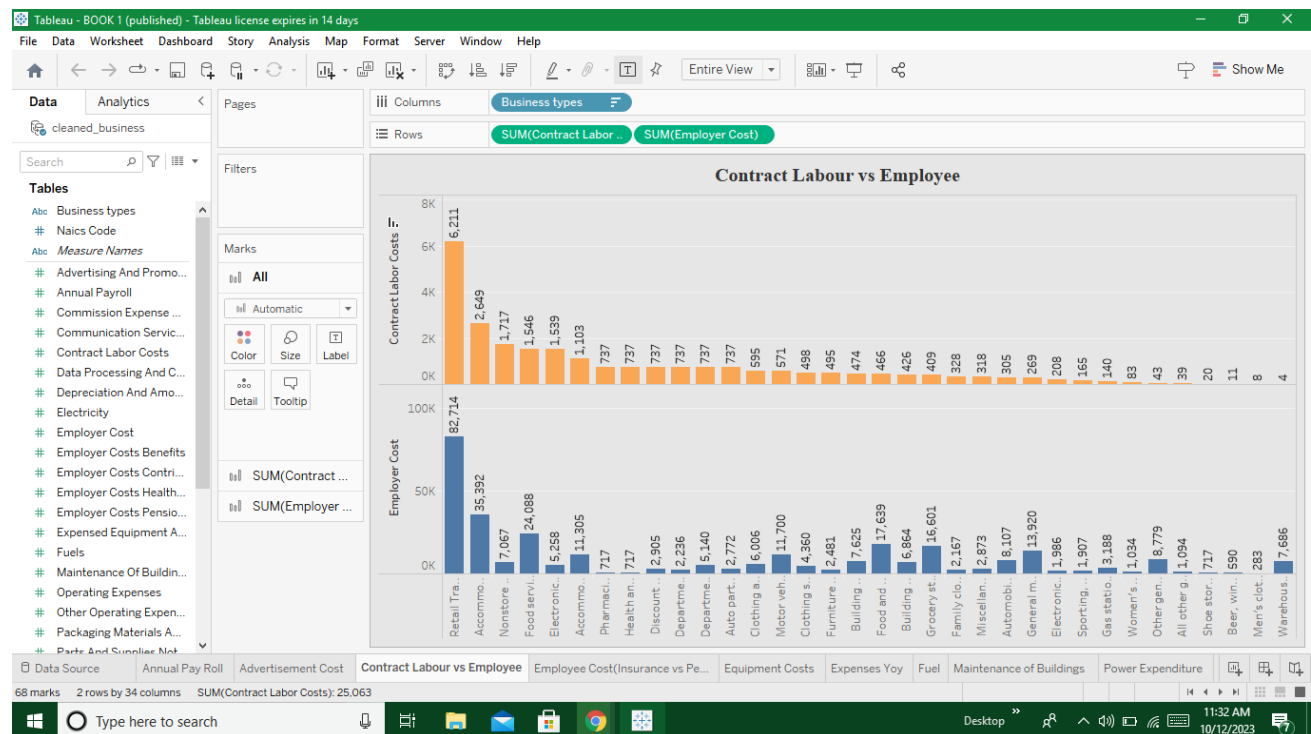 Tableau - BOOK 1 (published) - Tableau license expires in 14 days
File Data Worksheet Dashboard Story Analysis Map Format Server Window Help
Entire View
Show Me
Data Analytics
cleaned_business
Search
Tables
Abc Business types
# Naics Code
Abc Measure Names
# Advertising And Promo...
# Annual Payroll
# Commission Expense ...
# Communication Servic...
# Contract Labor Costs
# Data Processing And C...
# Depreciation And Amo...
# Electricity
# Employer Cost
# Employer Costs Benefits
# Employer Costs Contri...
# Employer Costs Health...
# Employer Costs Pensio...
# Expensed Equipment A...
# Fuels
# Maintenance Of Buildin...
# Operating Expenses
# Other Operating Expen...
# Packaging Materials A...
# Parts And Supplies Not
Pages
Filters
Marks
All
Automatic
Color Size Label
Detail Tooltip
SUM(Contract ...
SUM(Employer ...
Columns Business types
Rows SUM(Contract Labor .. SUM(Employer Cost)
Contract Labour vs Employee
Contract Labor Costs
8K
6K
4K
2K
0K
6,211 2,649 1,717 1,546 1,539 1,103 737 737 737 737 737 737 595 571 498 495 474 466 426 409 328 318 305 269 208 165 140 83 43 39 20 11 8 4
Employer Cost
100K
50K
0K
82,714 35,392 7,067 24,088 5,258 11,305 717 717 2,905 2,236 5,140 2,772 6,006 11,700 4,360 2,481 7,625 17,639 6,864 16,601 2,167 2,873 8,107 13,920 1,986 1,907 3,188 1,034 8,779 1,094 717 590 283 7,686
Retail Tra..
Accommo..
Nonstore ..
Food servi..
Electronic..
Accommo..
Pharmaci..
Health an..
Discount ..
Departme..
Departme..
Auto part..
Clothing a..
Motor veh..
Clothing s..
Furniture ..
Building ..
Food and ..
Building ..
Grocery st..
Family clo..
Miscellan..
Automobi..
General m..
Electronic..
Sporting, ..
Gas statio..
Women's ..
Other gen..
All other g..
Shoe stor..
Beer, win..
Men's clot..
Warehous..
Data Source Annual Pay Roll Advertisement Cost Contract Labour vs Employee Employee Cost(Insurance vs Pe... Equipment Costs Expenses Yoy Fuel Maintenance of Buildings Power Expenditure
68 marks 2 rows by 34 columns SUM(Contract Labor Costs): 25,063
Type here to search
Desktop
11:32 AM
10/12/2023